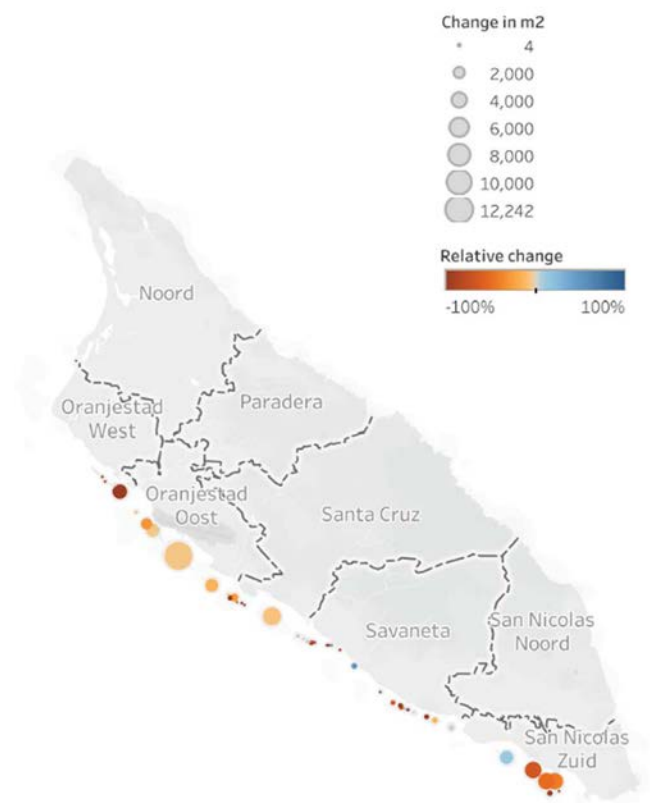 Change in m2
4
2,000
4,000
6,000
8,000
10,000
12,242
Relative change
-100% 100%
Noord
Oranjestad
West
Paradera
Oranjestad
Oost
Santa Cruz
Savaneta
San Nicolas
Noord
San Nicolas
Zuid